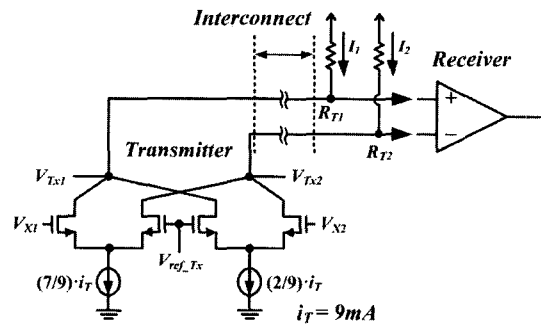 Interconnect
I1
I2
Receiver
+
−
RT1
RT2
Transmitter
VTx1
VTx2
VX1
VX2
Vref_Tx
(7/9)·iT
(2/9)·iT
iT = 9mA